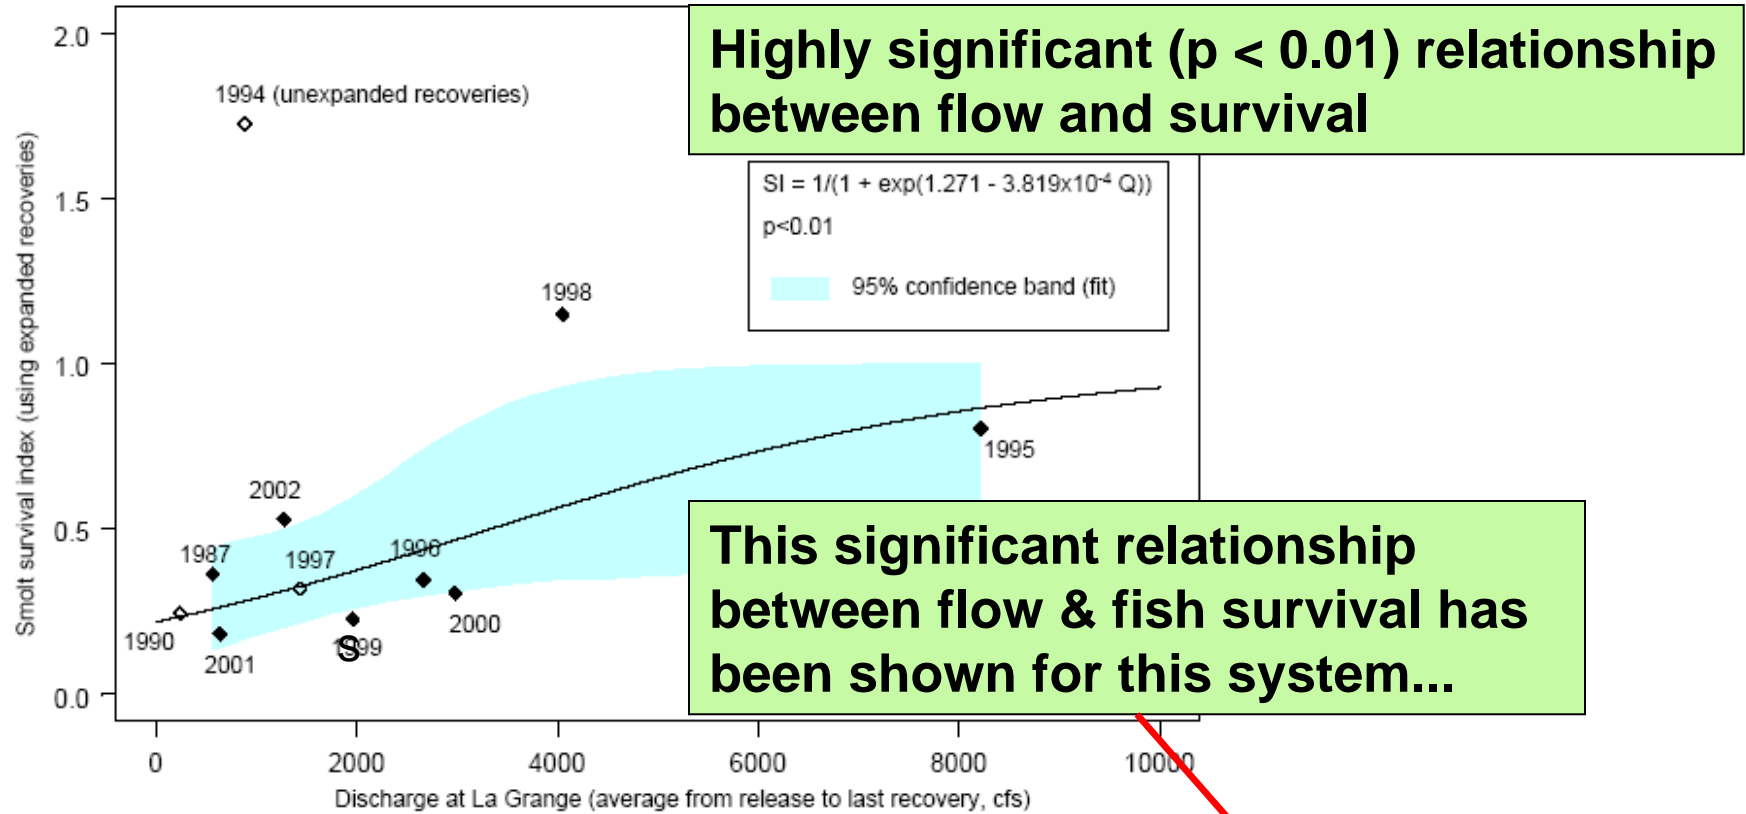 Highly significant (p < 0.01) relationship
between flow and survival
2.0
1.5
1.0
0.5
0.0
Smolt survival index (using expanded recoveries)
1994 (unexpanded recoveries)
SI = 1/(1 + exp(1.271 - 3.819x10⁻⁴ Q))
p<0.01
95% confidence band (fit)
1998
1995
2002
1987
1997
1996
1990
2001
1999
S
2000
This significant relationship
between flow & fish survival has
been shown for this system...
0 2000 4000 6000 8000 10000
Discharge at La Grange (average from release to last recovery, cfs)